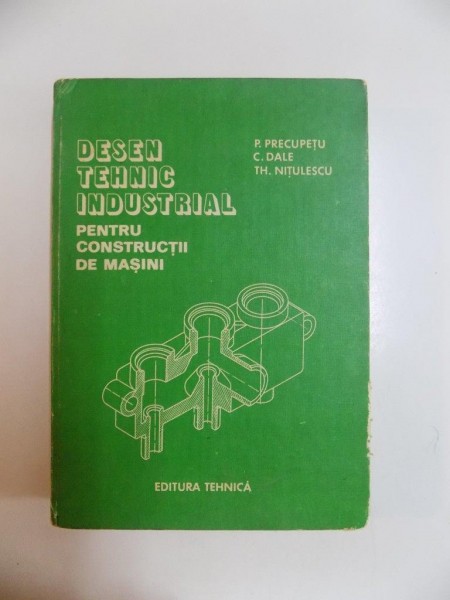 DESEN
TEHNIC
INDUSTRIAL
PENTRU
CONSTRUCȚII
DE MAȘINI
P. PRECUPEȚU
C. DALE
TH. NIȚULESCU
EDITURA TEHNICĂ